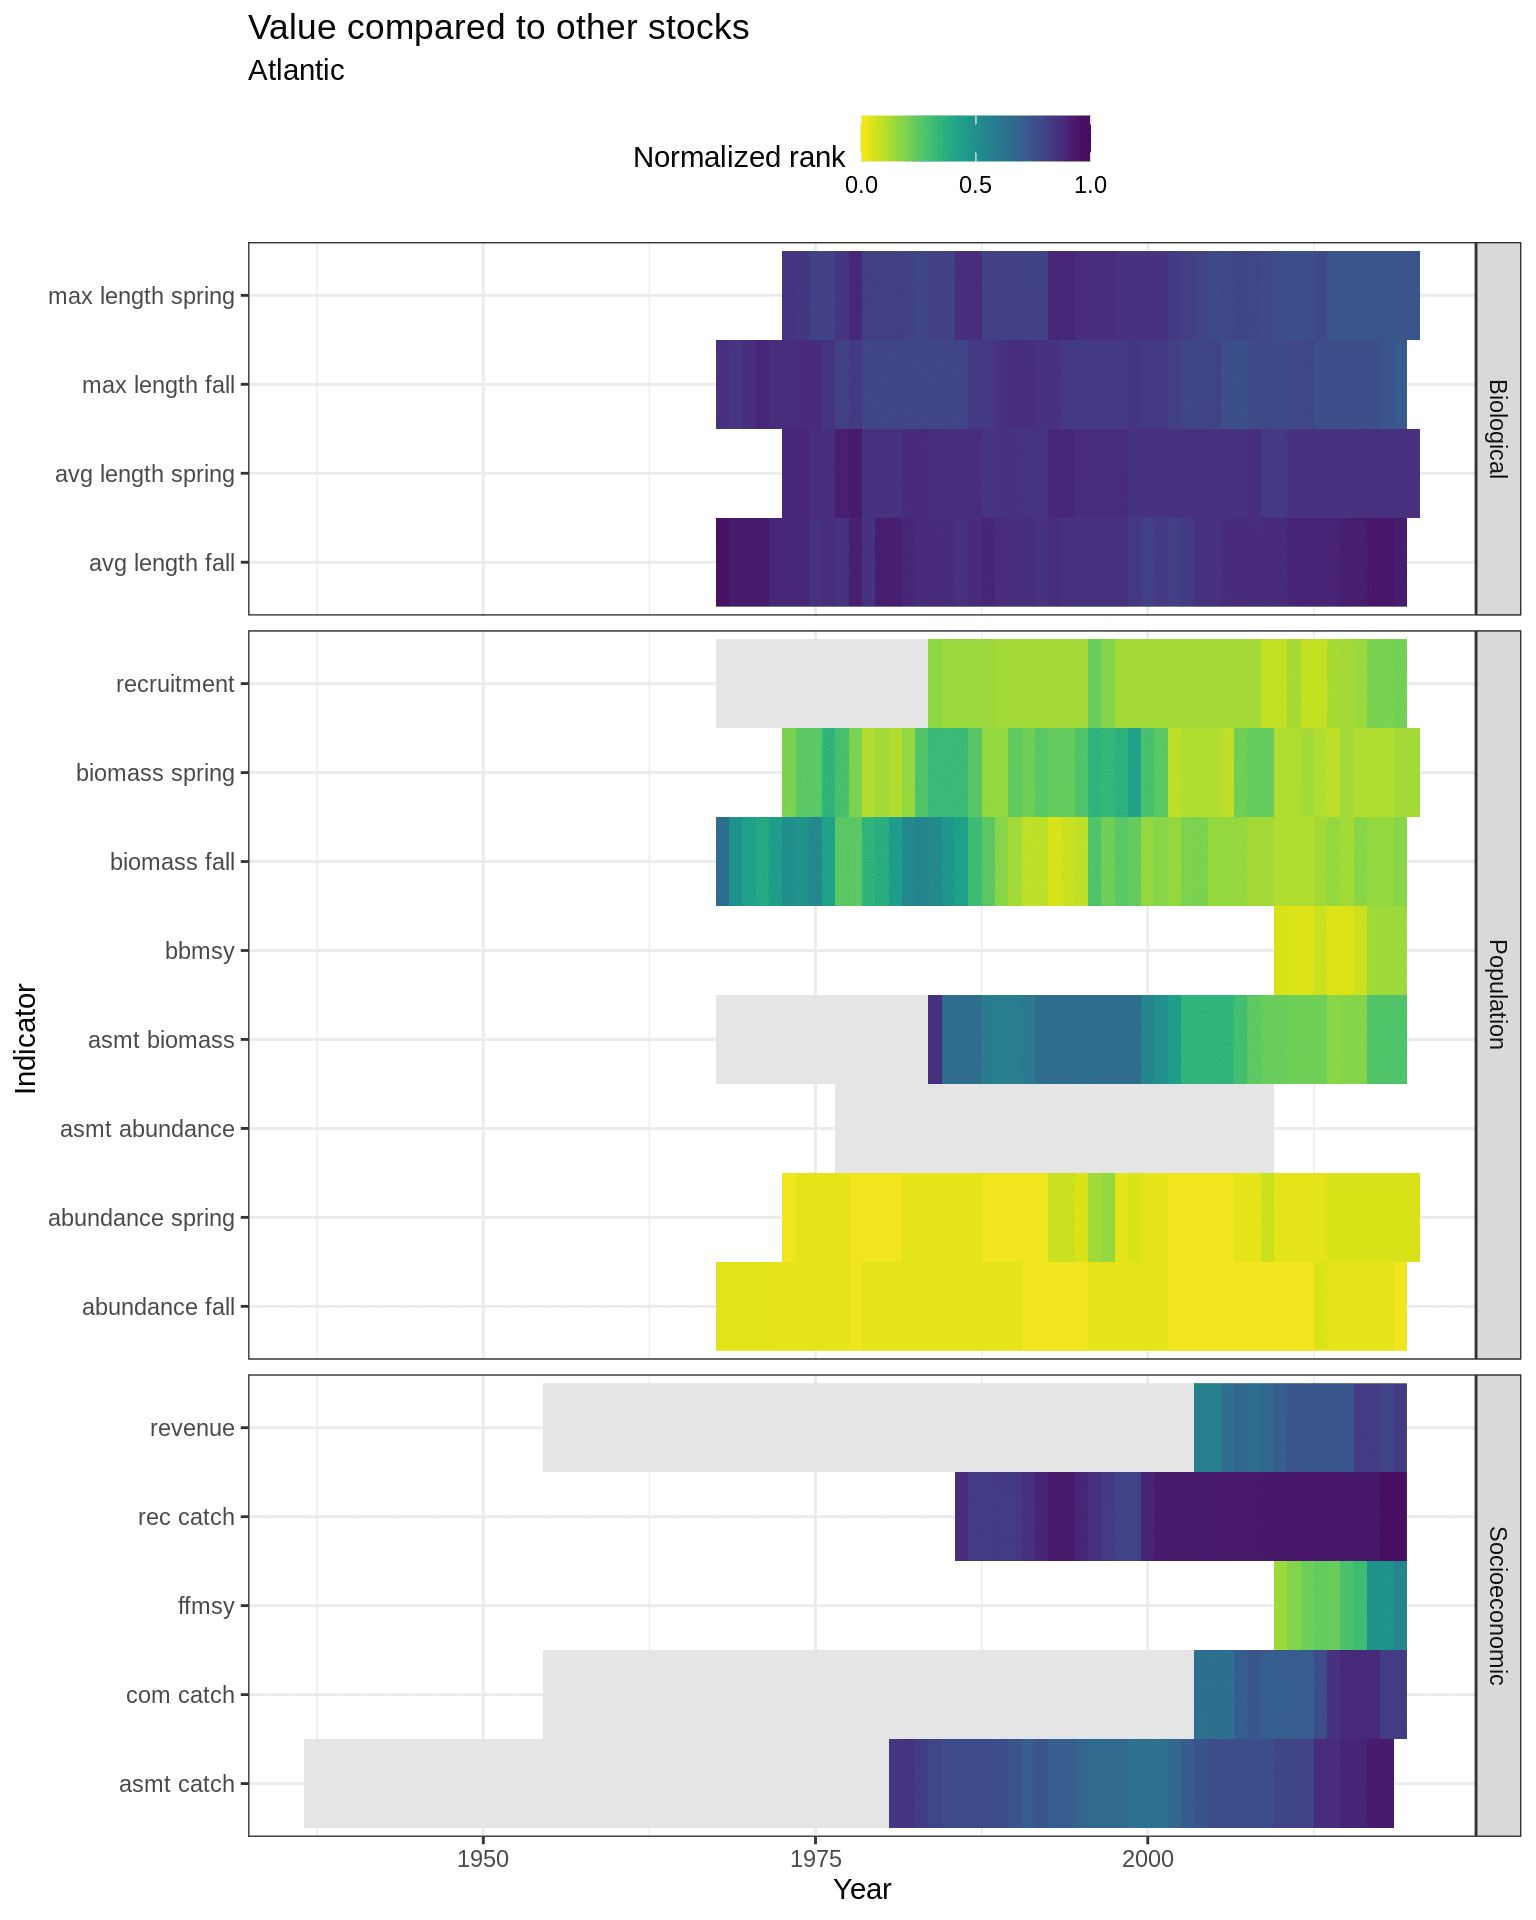 Value compared to other stocks
Atlantic
Normalized rank
0.0 0.5 1.0
max length spring
max length fall
avg length spring
avg length fall
Biological
recruitment
biomass spring
biomass fall
bbmsy
asmt biomass
asmt abundance
abundance spring
abundance fall
Population
revenue
rec catch
ffmsy
com catch
asmt catch
Socioeconomic
Indicator
1950 1975 2000
Year